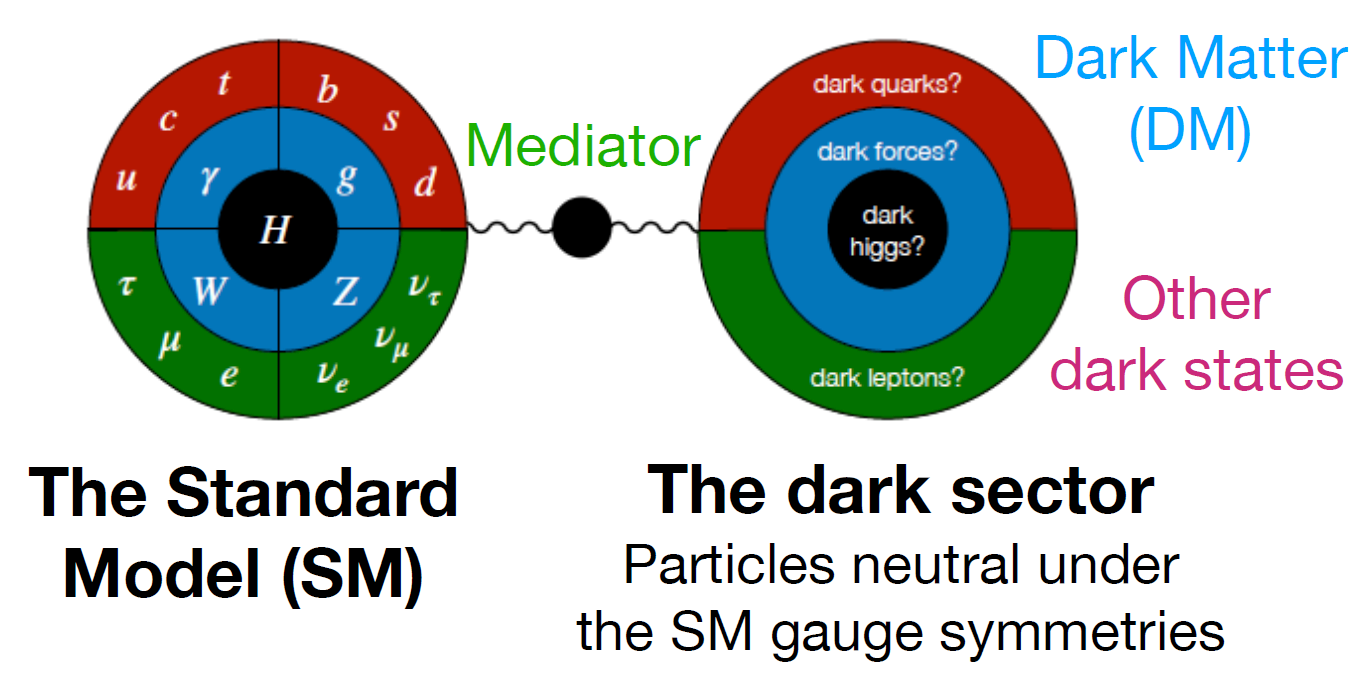 t
b
c
s
u
γ
g
d
H
τ
W
Z
ν_τ
μ
ν_μ
e
ν_e
Mediator
dark quarks?
dark forces?
dark
higgs?
dark leptons?
Dark Matter
(DM)
Other
dark states
The Standard
Model (SM)
The dark sector
Particles neutral under
the SM gauge symmetries